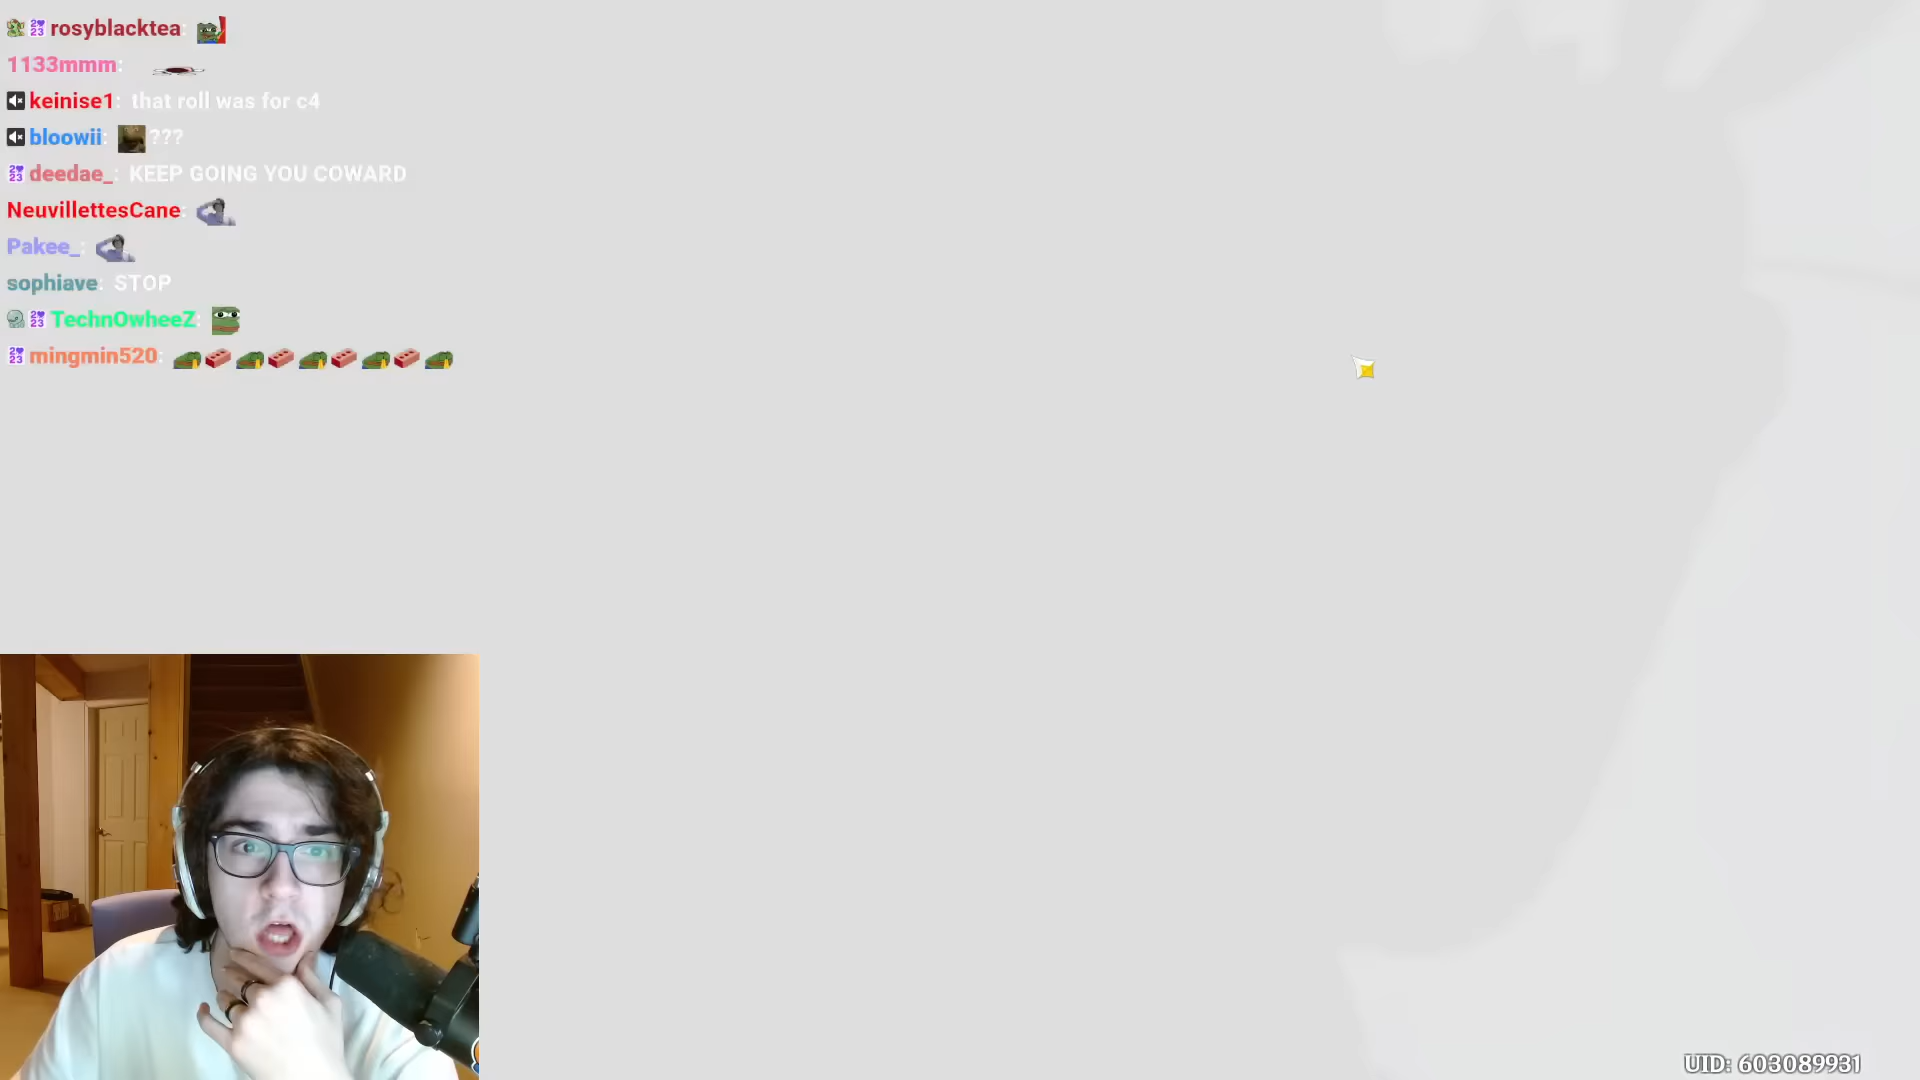 rosyblacktea:
1133mmm:
keinise1: that roll was for c4
bloowii: ???
deedae_: KEEP GOING YOU COWARD
NeuvillettesCane:
Pakee_:
sophiave: STOP
TechnOwheeZ:
mingmin520:
UID: 603089931